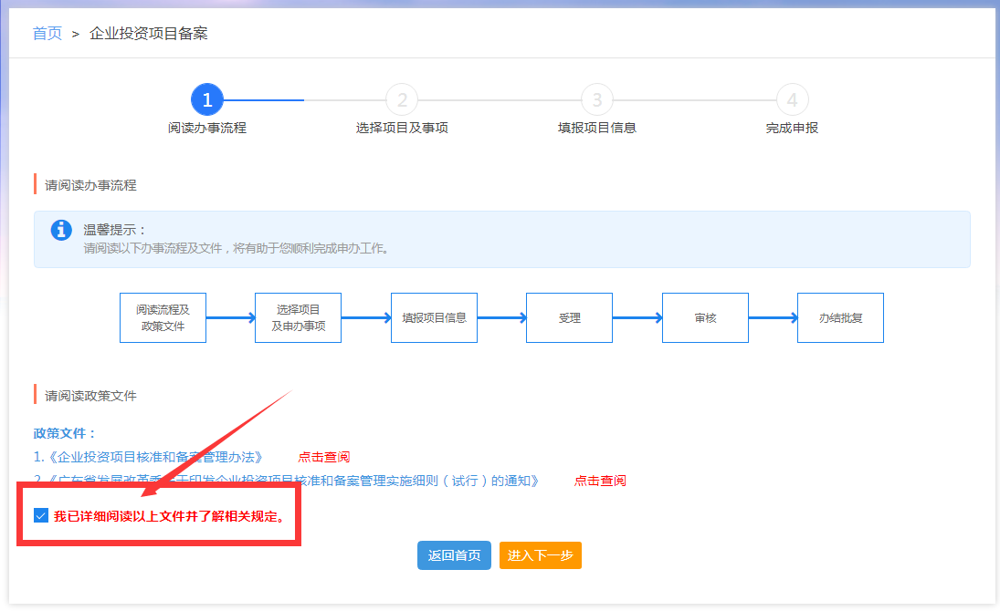 首页 > 企业投资项目备案
1 2 3 4
阅读办事流程 选择项目及事项 填报项目信息 完成申报
请阅读办事流程
温馨提示：
请阅读以下办事流程及文件，将有助于您顺利完成申办工作。
阅读流程及
政策文件
选择项目
及申办事项
填报项目信息
受理
审核
办结批复
请阅读政策文件
政策文件：
1.《企业投资项目核准和备案管理办法》 点击查阅
2.《广东省发展改革委关于印发企业投资项目核准和备案管理实施细则（试行）的通知》 点击查阅
我已详细阅读以上文件并了解相关规定。
返回首页 进入下一步